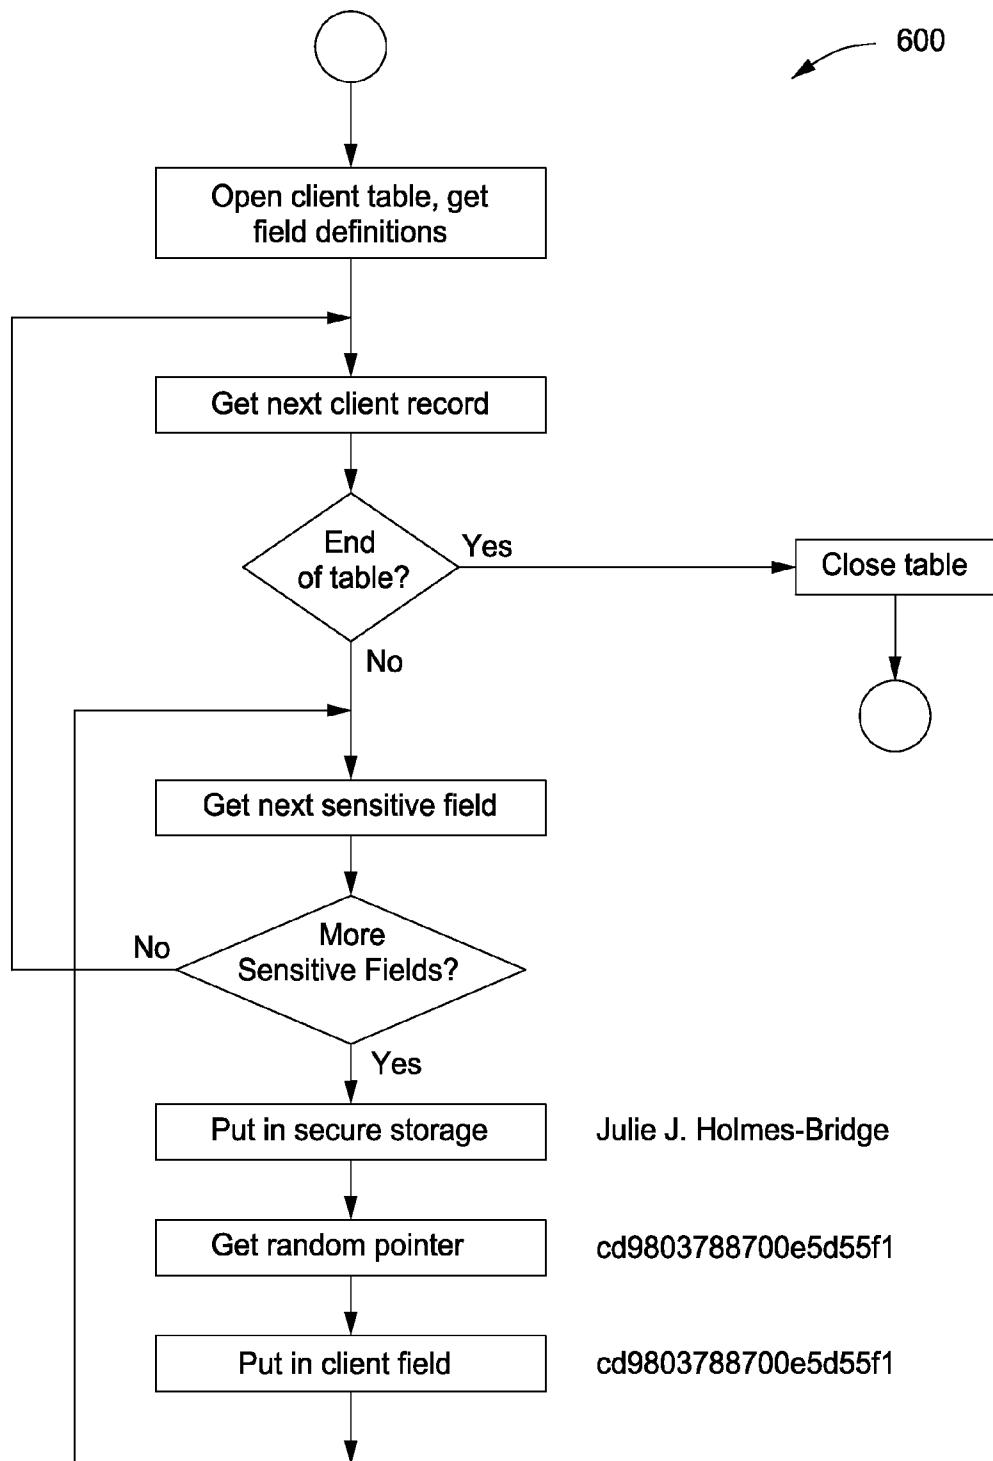 600
Open client table, get
field definitions
Get next client record
End
of table?
Yes
Close table
No
Get next sensitive field
More
Sensitive Fields?
No
Yes
Put in secure storage
Julie J. Holmes-Bridge
Get random pointer
cd9803788700e5d55f1
Put in client field
cd9803788700e5d55f1